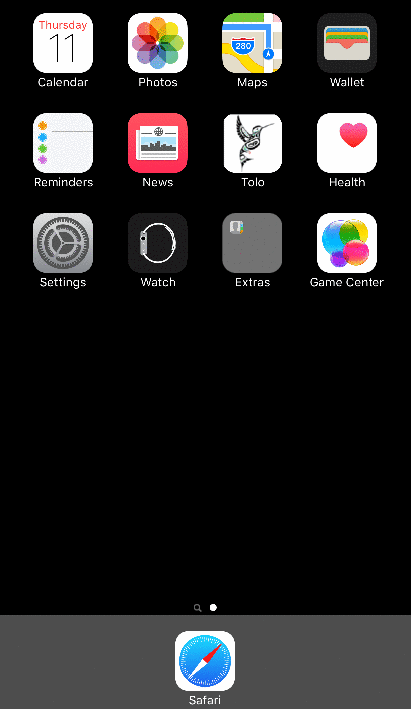 Thursday
11
Calendar
Photos
280
Maps
Wallet
Reminders
News
Tolo
Health
Settings
Watch
Extras
Game Center
Safari